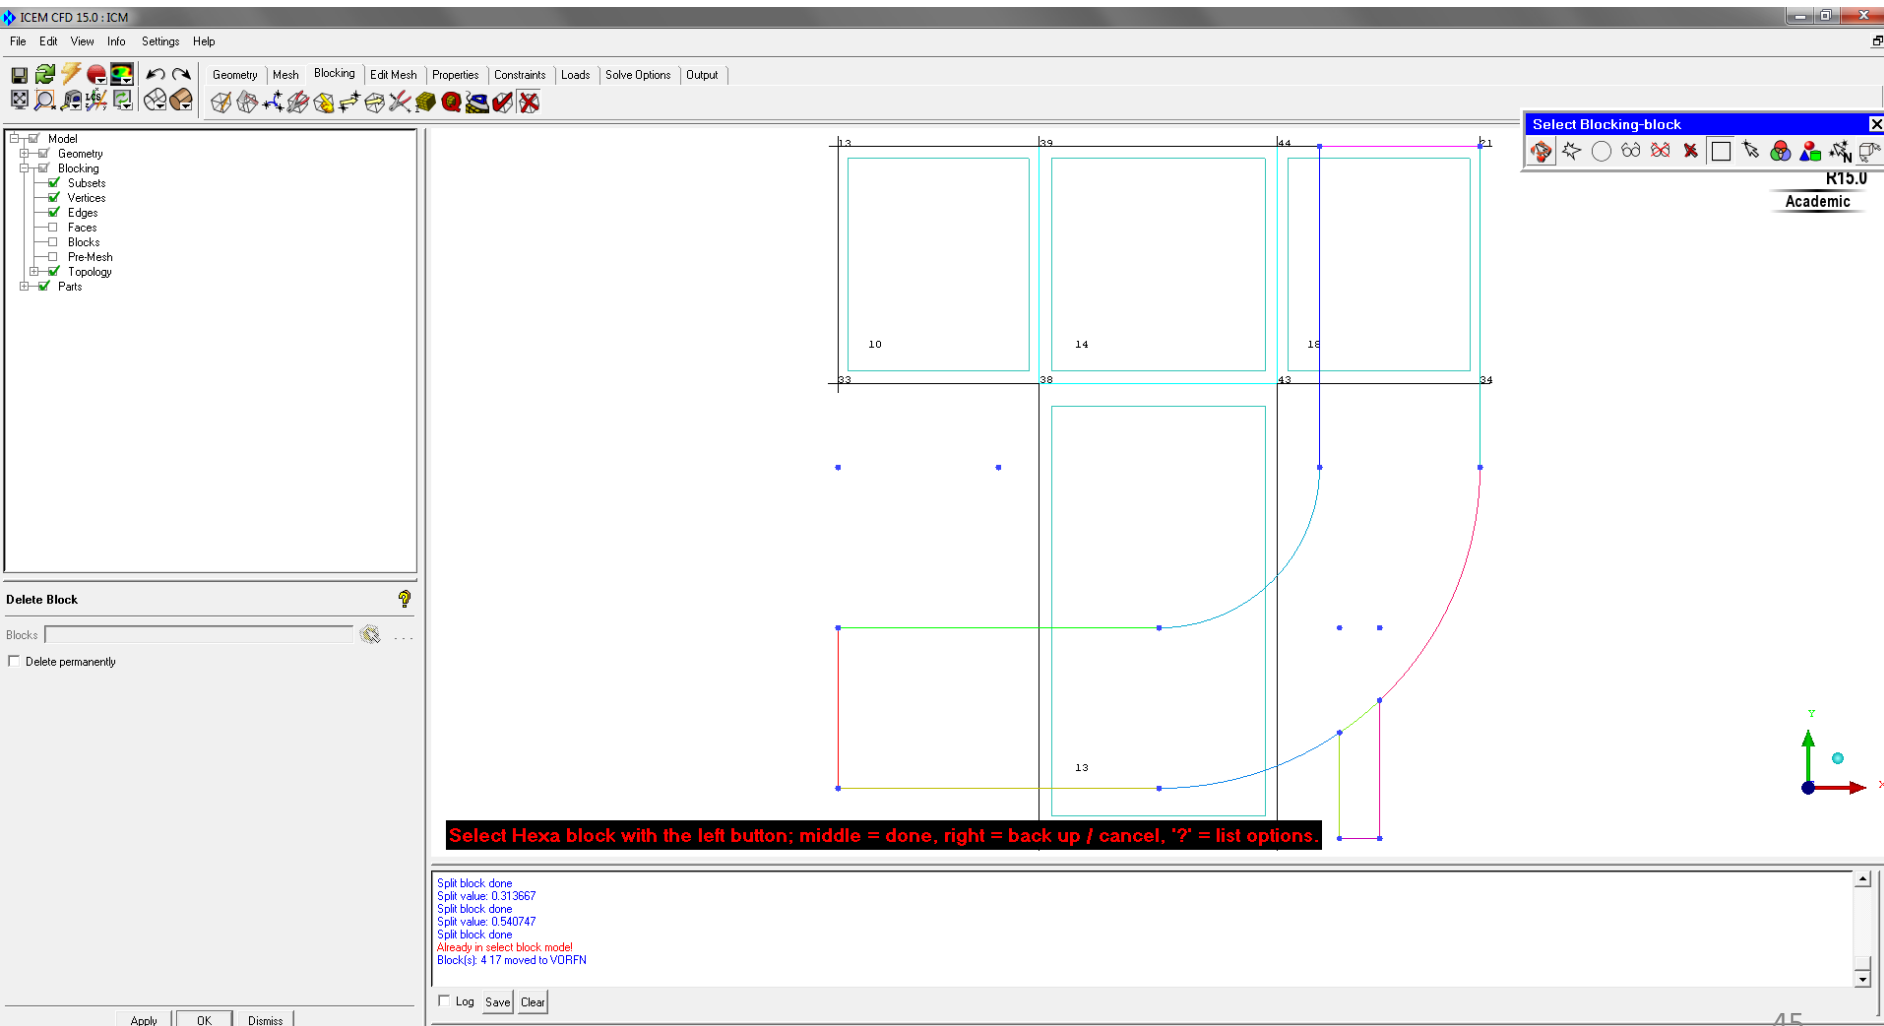 ICEM CFD 15.0 : ICM
File Edit View Info Settings Help
Geometry Mesh Blocking Edit Mesh Properties Constraints Loads Solve Options Output
Model
Geometry
Blocking
Subsets
Vertices
Edges
Faces
Blocks
Pre-Mesh
Topology
Parts
Delete Block
Blocks
Delete permanently
Apply OK Dismiss
Select Blocking-block
R15.0
Academic
13 39 44 21
10 14 18
33 38 43 34
13
Y
X
Select Hexa block with the left button; middle = done, right = back up / cancel, '?' = list options.
Split block done
Split value: 0.313667
Split block done
Split value: 0.540747
Split block done
Already in select block mode!
Block(s): 4 17 moved to VORFN
Log Save Clear
45